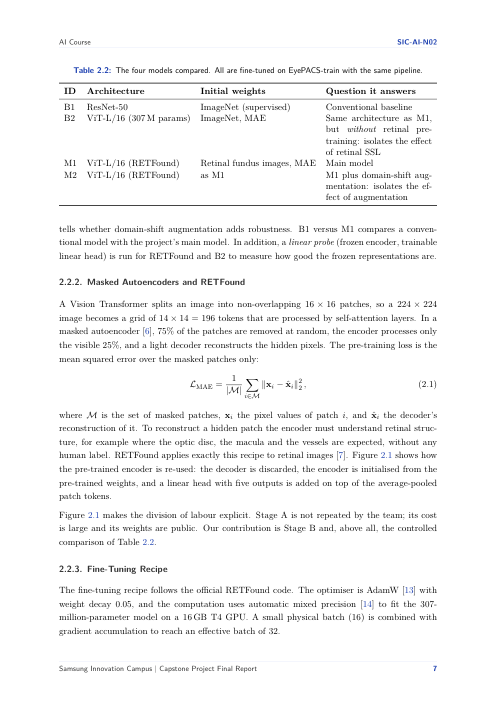 AI Course
SIC-AI-N02
Table 2.2: The four models compared. All are fine-tuned on EyePACS-train with the same pipeline.
ID Architecture Initial weights Question it answers
B1 ResNet-50 ImageNet (supervised) Conventional baseline
B2 ViT-L/16 (307 M params) ImageNet, MAE Same architecture as M1,
but without retinal pre-
training: isolates the effect
of retinal SSL
M1 ViT-L/16 (RETFound) Retinal fundus images, MAE Main model
M2 ViT-L/16 (RETFound) as M1 M1 plus domain-shift aug-
mentation: isolates the ef-
fect of augmentation
tells whether domain-shift augmentation adds robustness. B1 versus M1 compares a conven-
tional model with the project's main model. In addition, a linear probe (frozen encoder, trainable
linear head) is run for RETFound and B2 to measure how good the frozen representations are.
2.2.2. Masked Autoencoders and RETFound
A Vision Transformer splits an image into non-overlapping 16 × 16 patches, so a 224 × 224
image becomes a grid of 14 × 14 = 196 tokens that are processed by self-attention layers. In a
masked autoencoder [6], 75% of the patches are removed at random, the encoder processes only
the visible 25%, and a light decoder reconstructs the hidden pixels. The pre-training loss is the
mean squared error over the masked patches only:
L_MAE = 1/|M| ∑_{i∈M} ‖x_i − x̂_i‖²₂, (2.1)
where M is the set of masked patches, x_i the pixel values of patch i, and x̂_i the decoder's
reconstruction of it. To reconstruct a hidden patch the encoder must understand retinal struc-
ture, for example where the optic disc, the macula and the vessels are expected, without any
human label. RETFound applies exactly this recipe to retinal images [7]. Figure 2.1 shows how
the pre-trained encoder is re-used: the decoder is discarded, the encoder is initialised from the
pre-trained weights, and a linear head with five outputs is added on top of the average-pooled
patch tokens.
Figure 2.1 makes the division of labour explicit. Stage A is not repeated by the team; its cost
is large and its weights are public. Our contribution is Stage B and, above all, the controlled
comparison of Table 2.2.
2.2.3. Fine-Tuning Recipe
The fine-tuning recipe follows the official RETFound code. The optimiser is AdamW [13] with
weight decay 0.05, and the computation uses automatic mixed precision [14] to fit the 307-
million-parameter model on a 16 GB T4 GPU. A small physical batch (16) is combined with
gradient accumulation to reach an effective batch of 32.
Samsung Innovation Campus | Capstone Project Final Report
7